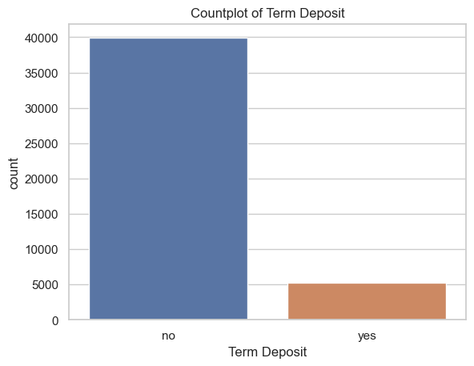 Countplot of Term Deposit
40000
35000
30000
25000
20000
15000
10000
5000
0
count
no yes
Term Deposit